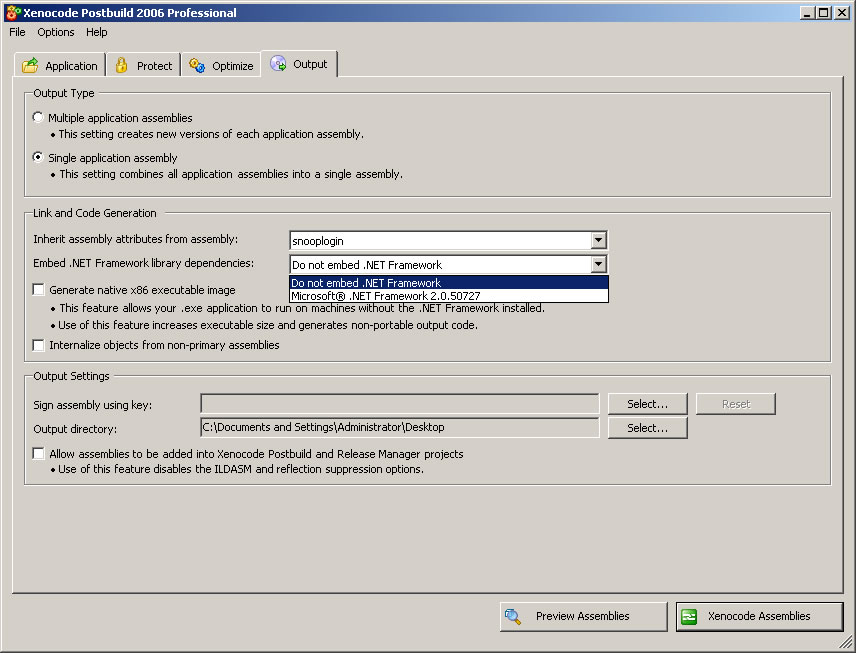 Xenocode Postbuild 2006 Professional
File Options Help
Application Protect Optimize Output
Output Type
Multiple application assemblies
• This setting creates new versions of each application assembly.
Single application assembly
• This setting combines all application assemblies into a single assembly.
Link and Code Generation
Inherit assembly attributes from assembly: snooplogin
Embed .NET Framework library dependencies: Do not embed .NET Framework
Do not embed .NET Framework
Generate native x86 executable image
Microsoft® .NET Framework 2.0.50727
• This feature allows your .exe application to run on machines without the .NET Framework installed.
• Use of this feature increases executable size and generates non-portable output code.
Internalize objects from non-primary assemblies
Output Settings
Sign assembly using key: Select... Reset
Output directory: C:\Documents and Settings\Administrator\Desktop Select...
Allow assemblies to be added into Xenocode Postbuild and Release Manager projects
• Use of this feature disables the ILDASM and reflection suppression options.
Preview Assemblies Xenocode Assemblies